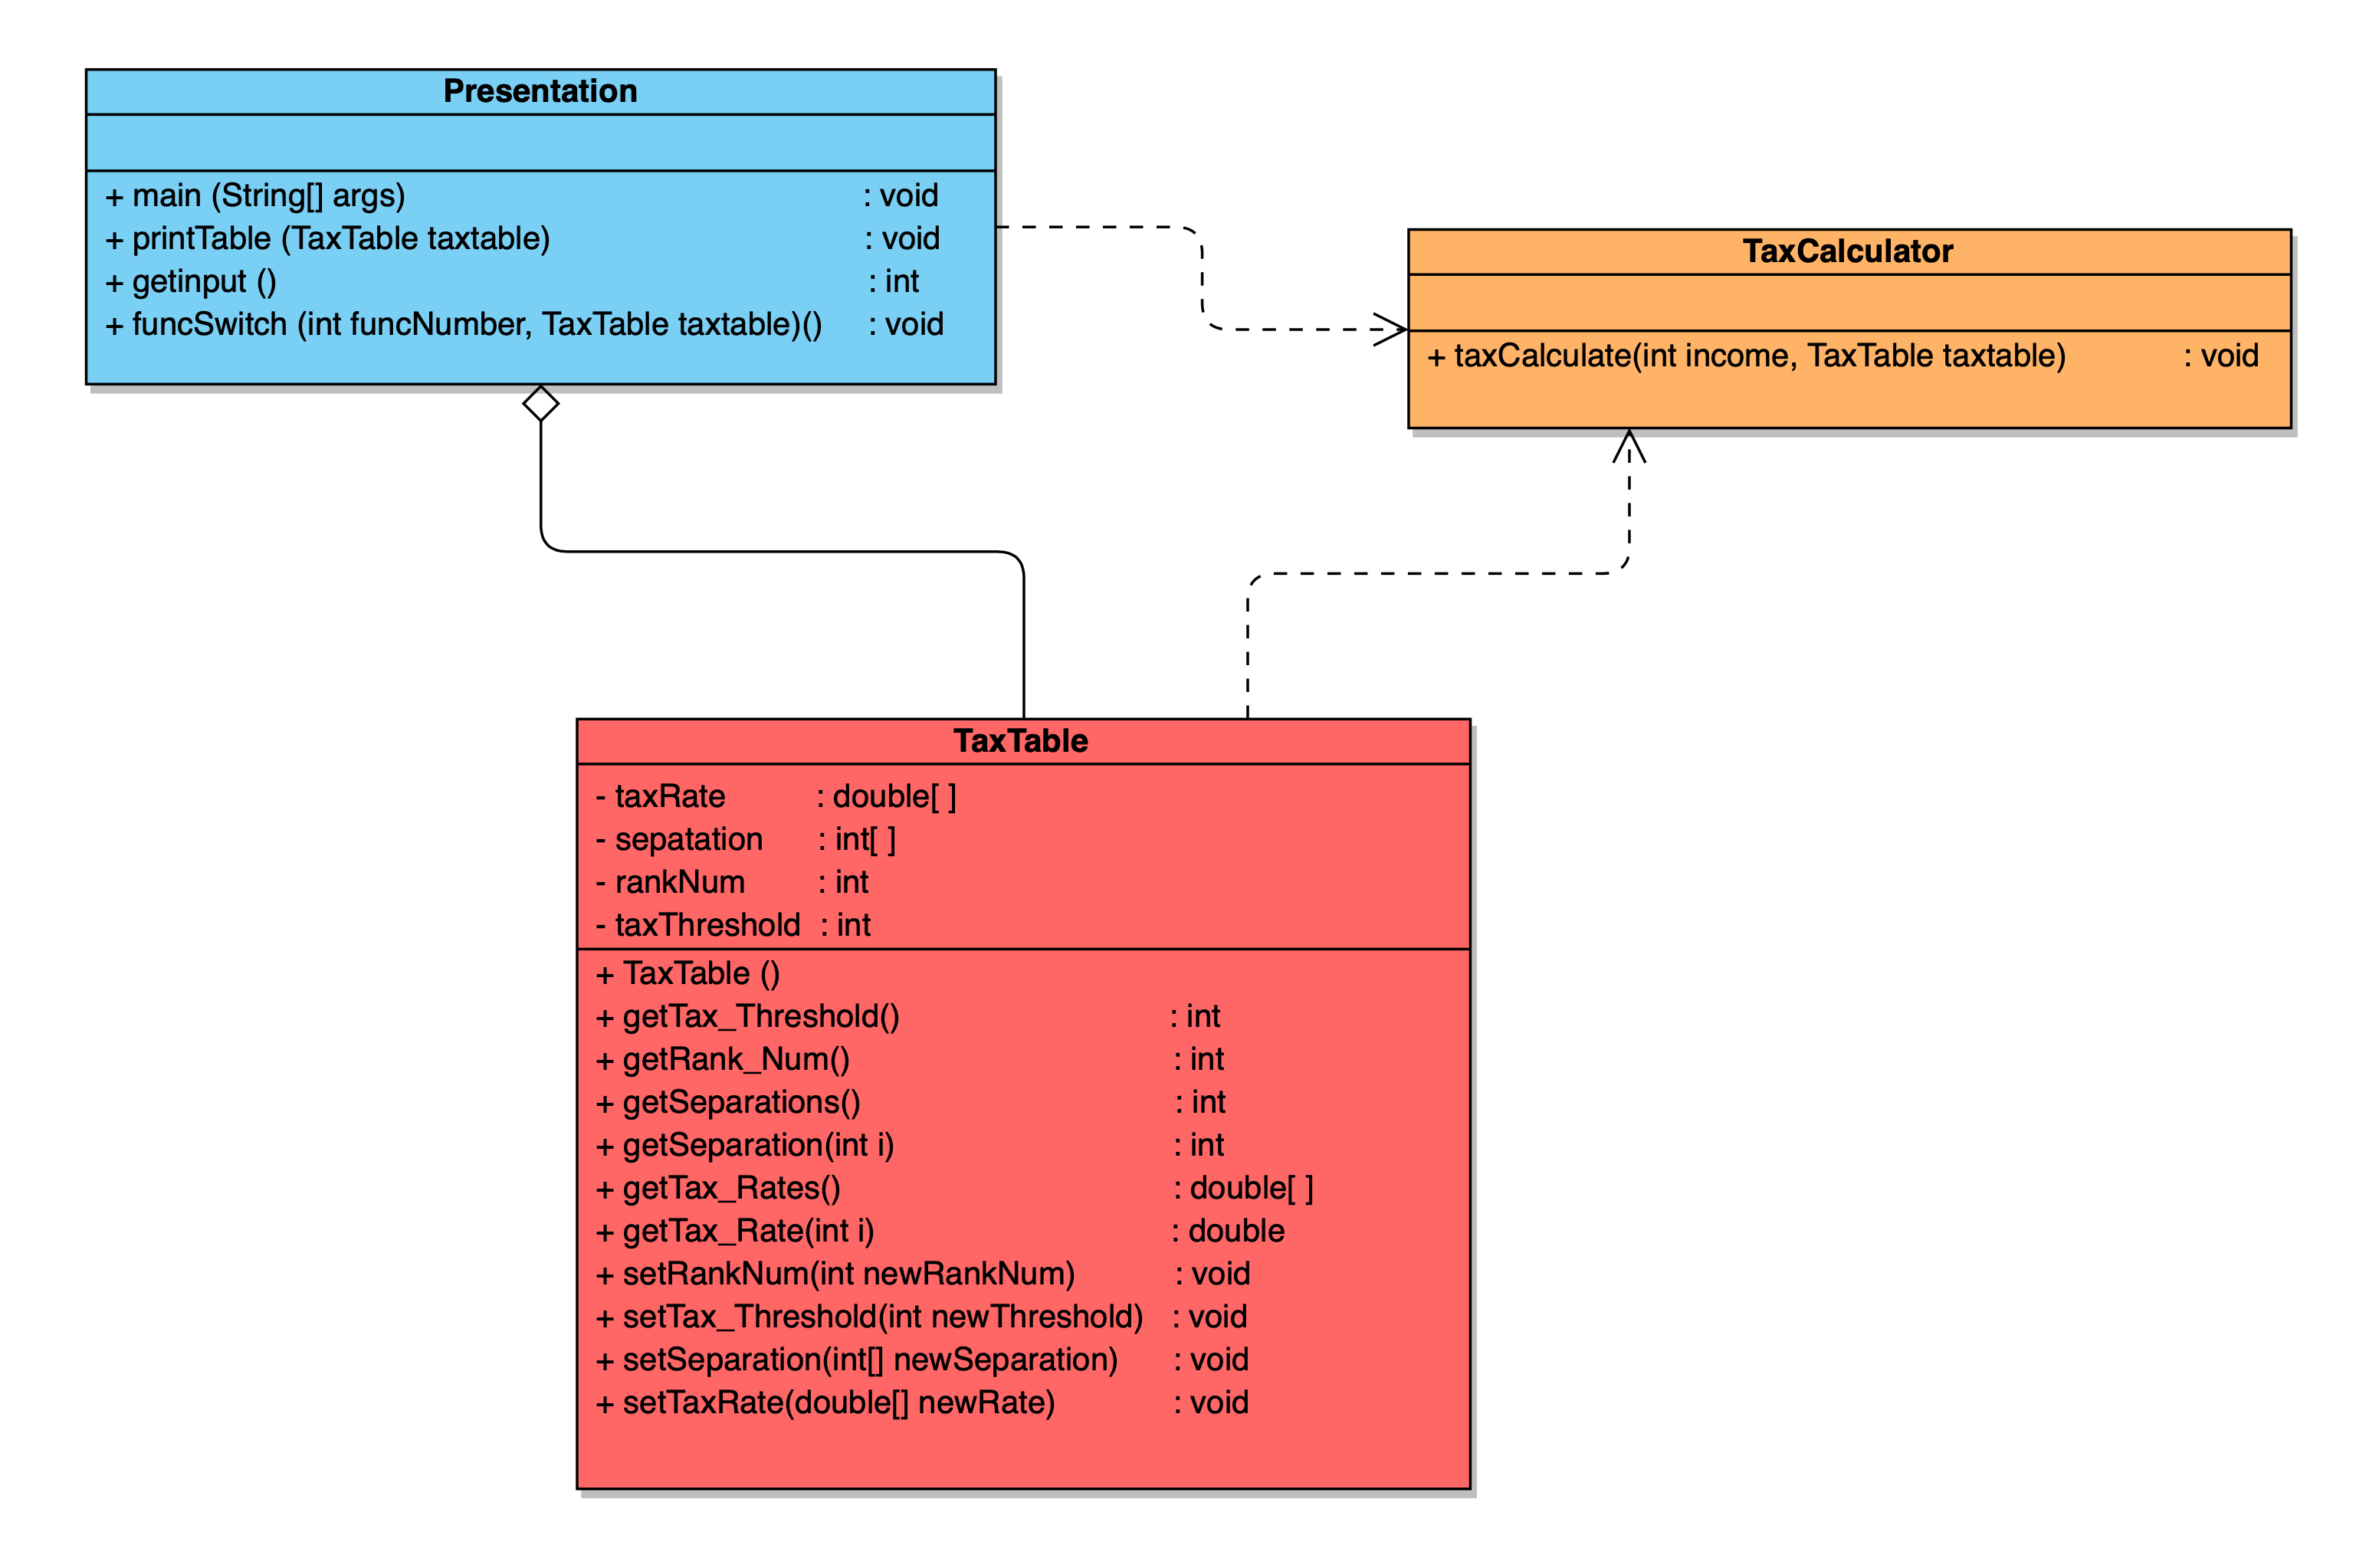 Presentation
+ main (String[] args) : void
+ printTable (TaxTable taxtable) : void
+ getinput () : int
+ funcSwitch (int funcNumber, TaxTable taxtable)() : void
TaxCalculator
+ taxCalculate(int income, TaxTable taxtable) : void
TaxTable
- taxRate : double[ ]
- sepatation : int[ ]
- rankNum : int
- taxThreshold : int
+ TaxTable ()
+ getTax_Threshold() : int
+ getRank_Num() : int
+ getSeparations() : int
+ getSeparation(int i) : int
+ getTax_Rates() : double[ ]
+ getTax_Rate(int i) : double
+ setRankNum(int newRankNum) : void
+ setTax_Threshold(int newThreshold) : void
+ setSeparation(int[] newSeparation) : void
+ setTaxRate(double[] newRate) : void